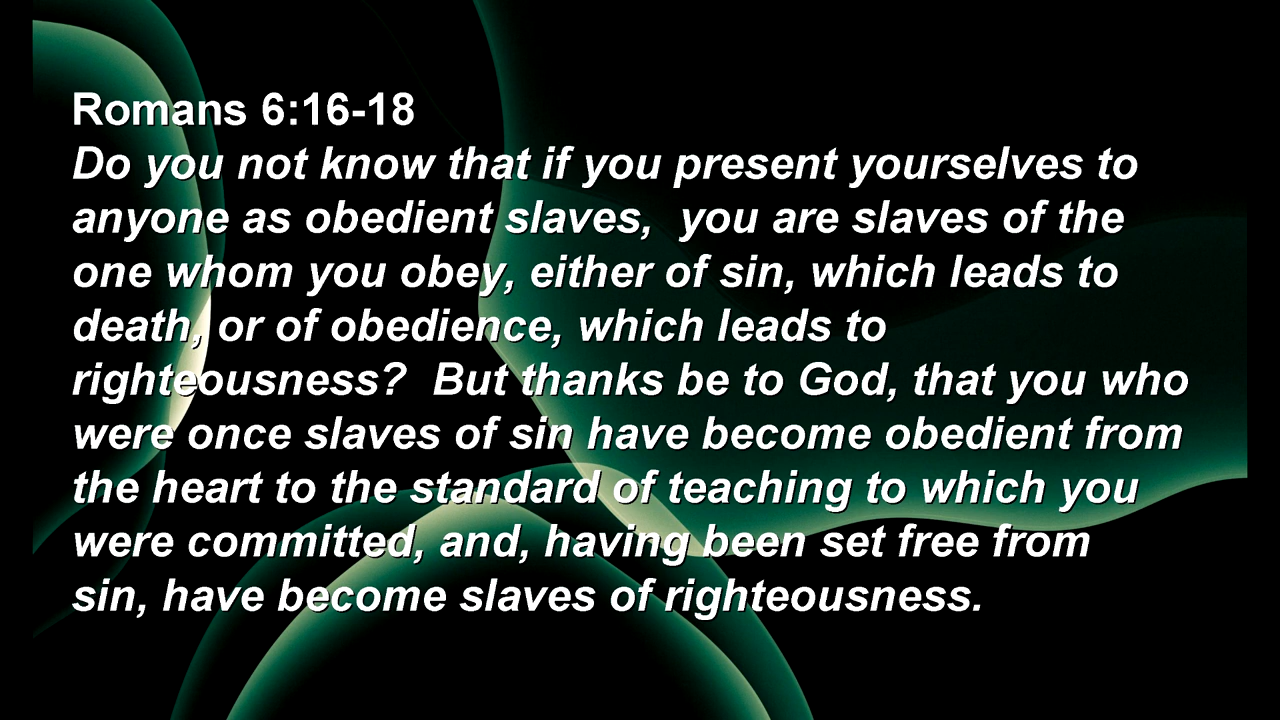 Romans 6:16-18
Do you not know that if you present yourselves to
anyone as obedient slaves,  you are slaves of the
one whom you obey, either of sin, which leads to
death, or of obedience, which leads to
righteousness?  But thanks be to God, that you who
were once slaves of sin have become obedient from
the heart to the standard of teaching to which you
were committed, and, having been set free from
sin, have become slaves of righteousness.